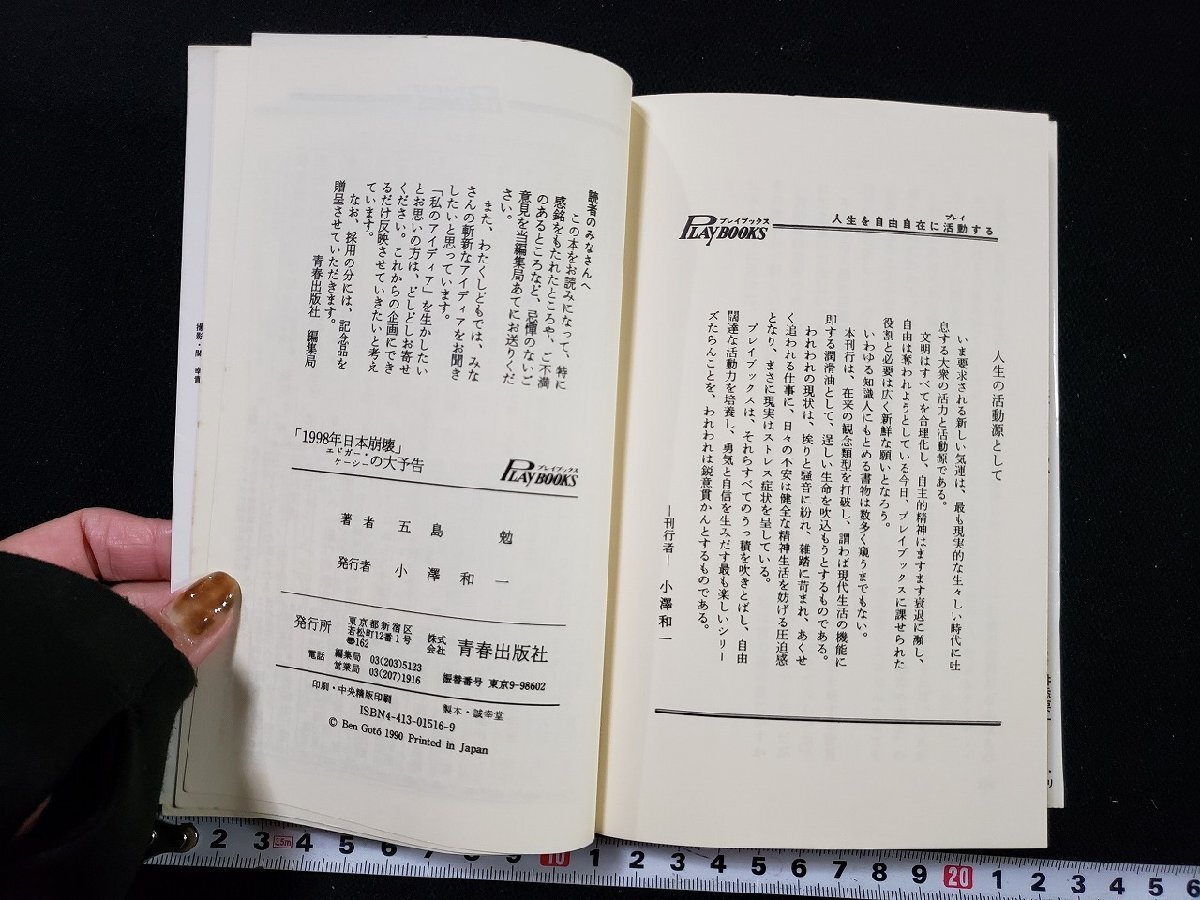 人生を自由自在に活動する
プレイ
プレイブックス
PLAYBOOKS
人生の活動源として
いま要求される新しい気運は、最も現実的な生々しい時代に吐
息する大衆の活力と活動源である。
文明はすべてを合理化し、自主的精神はますます衰退に瀕し、
自由は奪われようとしている今日、プレイブックスに課せられた
役割と必要は広く新鮮な願いとなろう。
いわゆる知識人にもとめる書物は数多く窺うまでもない。
本刊行は、在来の観念類型を打破し、謂わば現代生活の機能に
即する潤滑油として、逞しい生命を吹込もうとするものである。
われわれの現状は、埃りと騒音に紛れ、雑踏に苛まれ、あくせ
く追われる仕事に、日々の不安は健全な精神生活を妨げる圧迫感
となり、まさに現実はストレス症状を呈している。
プレイブックスは、それらすべてのうっ積を吹きとばし、自由
闊達な活動力を培養し、勇気と自信を生みだす最も楽しいシリー
ズたらんことを、われわれは鋭意貫かんとするものである。
―刊行者― 小澤和一
読者のみなさんへ
この本をお読みになって、特に
感銘をもたれたところや、ご不満
のあるところなど、忌憚のないご
意見を当編集局あてにお送りくだ
さい。
また、わたくしどもでは、みな
さんの斬新なアイディアをお聞き
したいと思っています。
「私のアイディア」を生かしたい
とお思いの方は、どしどしお寄せ
ください。これからの企画にでき
るだけ反映させていきたいと考え
ています。
なお、採用の分には、記念品を
贈呈させていただきます。
青春出版社 編集局
「1998年日本崩壊」
エドガー・ケーシーの大予告
プレイブックス
PLAYBOOKS
著者 五島 勉
発行者 小澤和一
発行所
東京都新宿区
若松町12番1号
〒162
株式会社 青春出版社
電話 編集局 03(203)5123
営業局 03(207)1916
振替番号 東京9-98602
印刷・中央精版印刷 製本・誠幸堂
ISBN4-413-01516-9
© Ben Gotō 1990 Printed in Japan
2 3 4 5 6 7 8 9 10 1 2 3 4 5 6 7 8 9 20 1 2 3 4 5 6